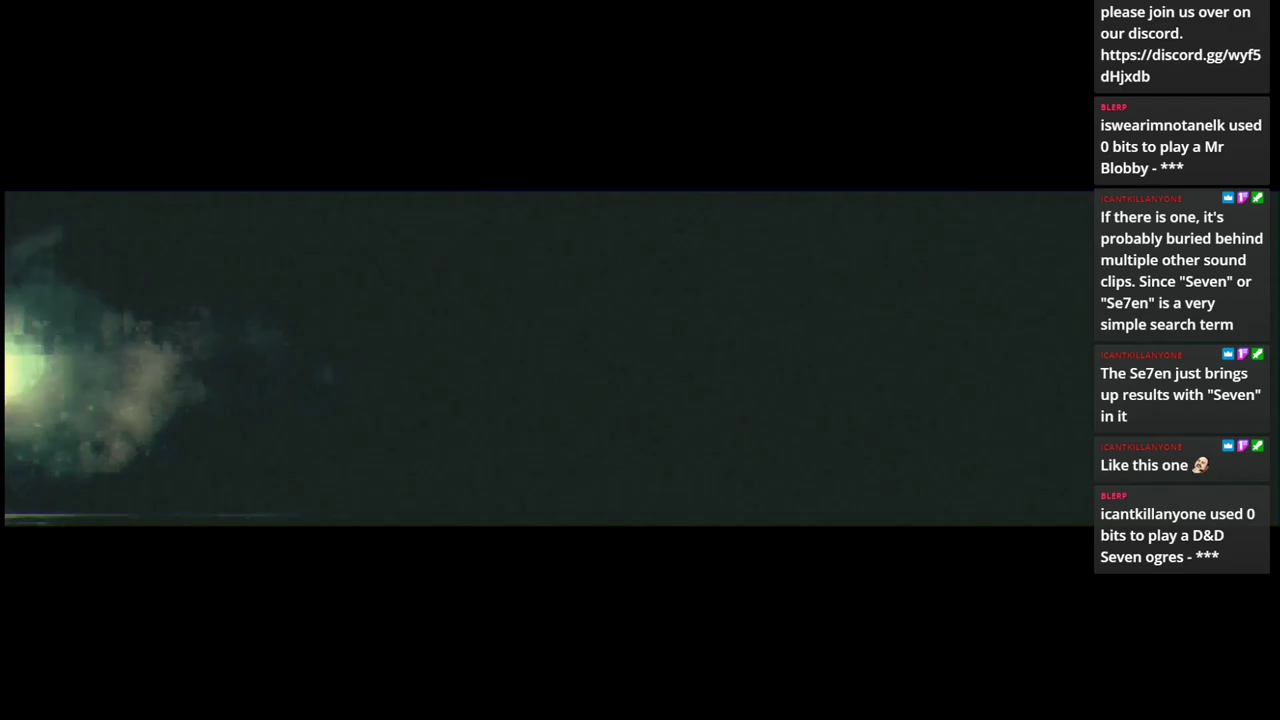 please join us over on
our discord.
https://discord.gg/wyf5
dHjxdb
BLERP
iswearimnotanelk used
0 bits to play a Mr
Blobby - ***
ICANTKILLANYONE
If there is one, it's
probably buried behind
multiple other sound
clips. Since "Seven" or
"Se7en" is a very
simple search term
ICANTKILLANYONE
The Se7en just brings
up results with "Seven"
in it
ICANTKILLANYONE
Like this one
BLERP
icantkillanyone used 0
bits to play a D&D
Seven ogres - ***